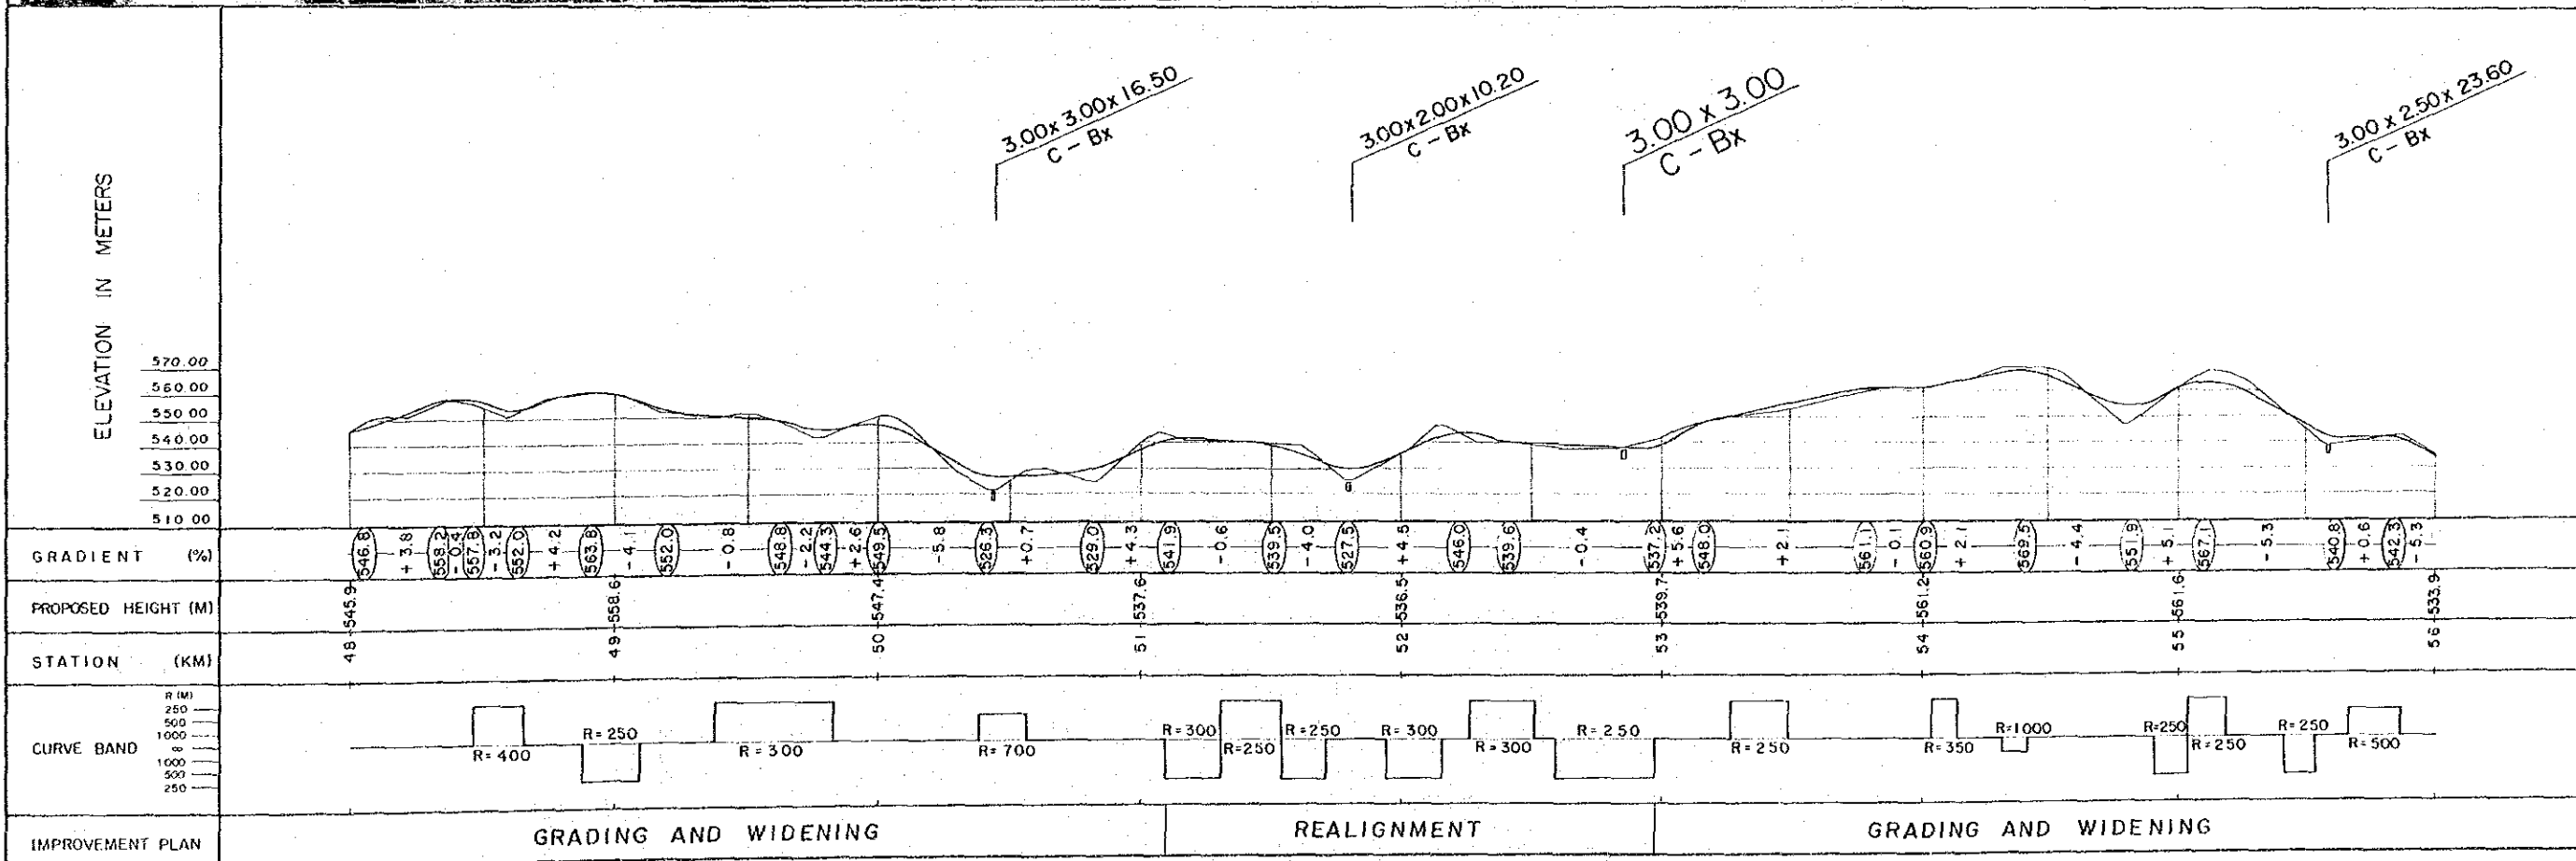 3.00 x 3.00 x 16.50
C - Bx
3.00 x 2.00 x 10.20
C - Bx
3.00 x 3.00
C - Bx
3.00 x 2.50 x 23.60
C - Bx
ELEVATION IN METERS
570.00
560.00
550.00
540.00
530.00
520.00
510.00
GRADIENT (%)
546.8 +3.8 558.2 -0.4 557.8 -3.2 552.0 +4.2 563.8 -4.1 552.0 -0.8 548.8 -2.2 544.3 +2.6 549.5 -5.8 526.3 +0.7 529.0 +4.3 541.9 -0.6 539.5 -4.0 527.5 +4.5 546.0 539.6 -0.4 537.2 +5.6 548.0 +2.1 561.1 -0.1 560.9 +2.1 569.5 -4.4 551.9 +5.1 567.1 -5.3 540.8 +0.6 542.3 -5.3
PROPOSED HEIGHT (M)
545.9 558.6 547.4 537.6 536.5 539.7 561.2 561.6 533.9
STATION (KM)
48 49 50 51 52 53 54 55 56
CURVE BAND
R (M)
250
500
1000
∞
1000
500
250
R=400 R=250 R=300 R=700 R=300 R=250 R=250 R=300 R=300 R=250 R=250 R=350 R=1000 R=250 R=250 R=250 R=500
IMPROVEMENT PLAN
GRADING AND WIDENING REALIGNMENT GRADING AND WIDENING